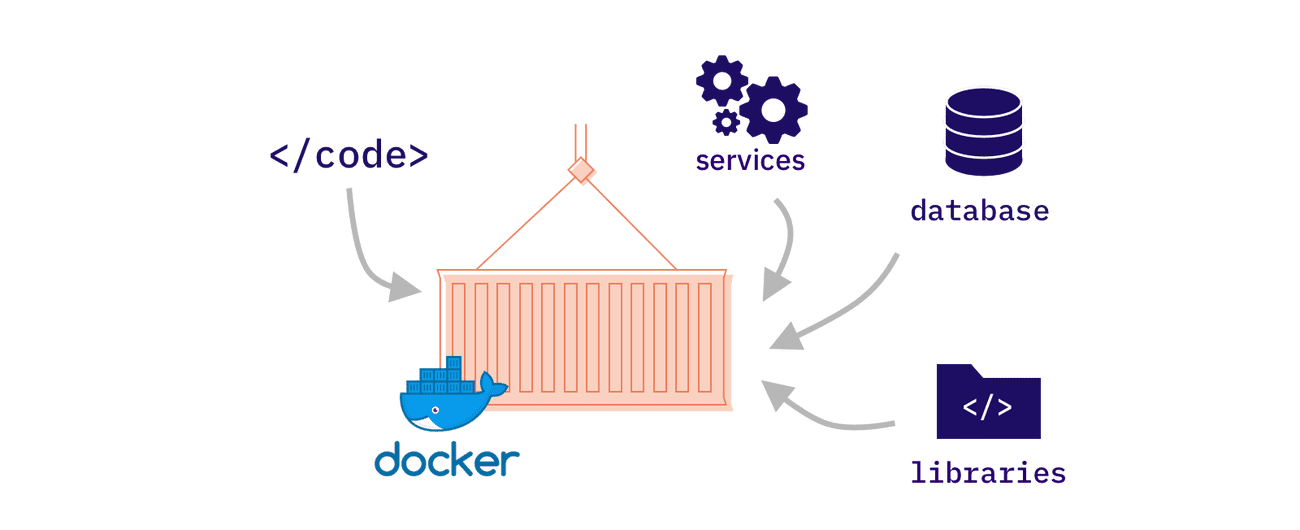 </code>
services
database
docker
</>
libraries